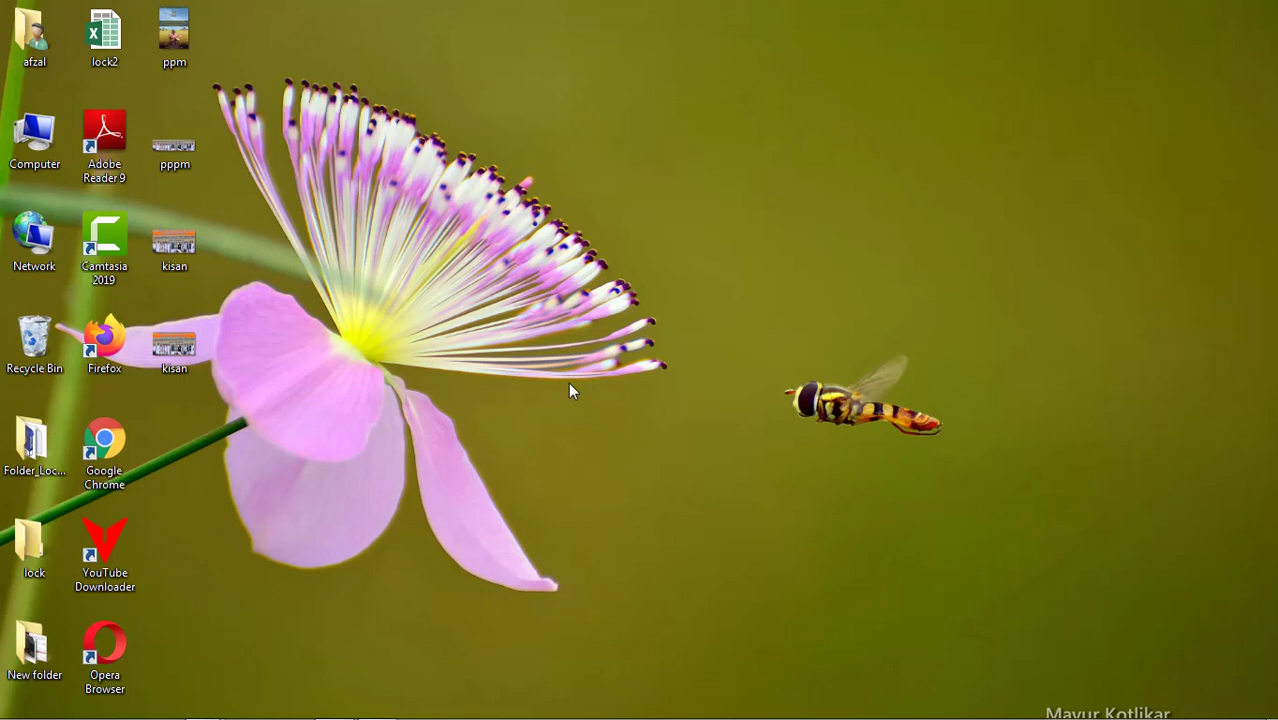 afzal
lock2
ppm
Computer
Adobe
Reader 9
pppm
Network
Camtasia
2019
kisan
Recycle Bin
Firefox
kisan
Folder_Loc...
Google
Chrome
lock
YouTube
Downloader
New folder
Opera
Browser
Mayur Kotlikar